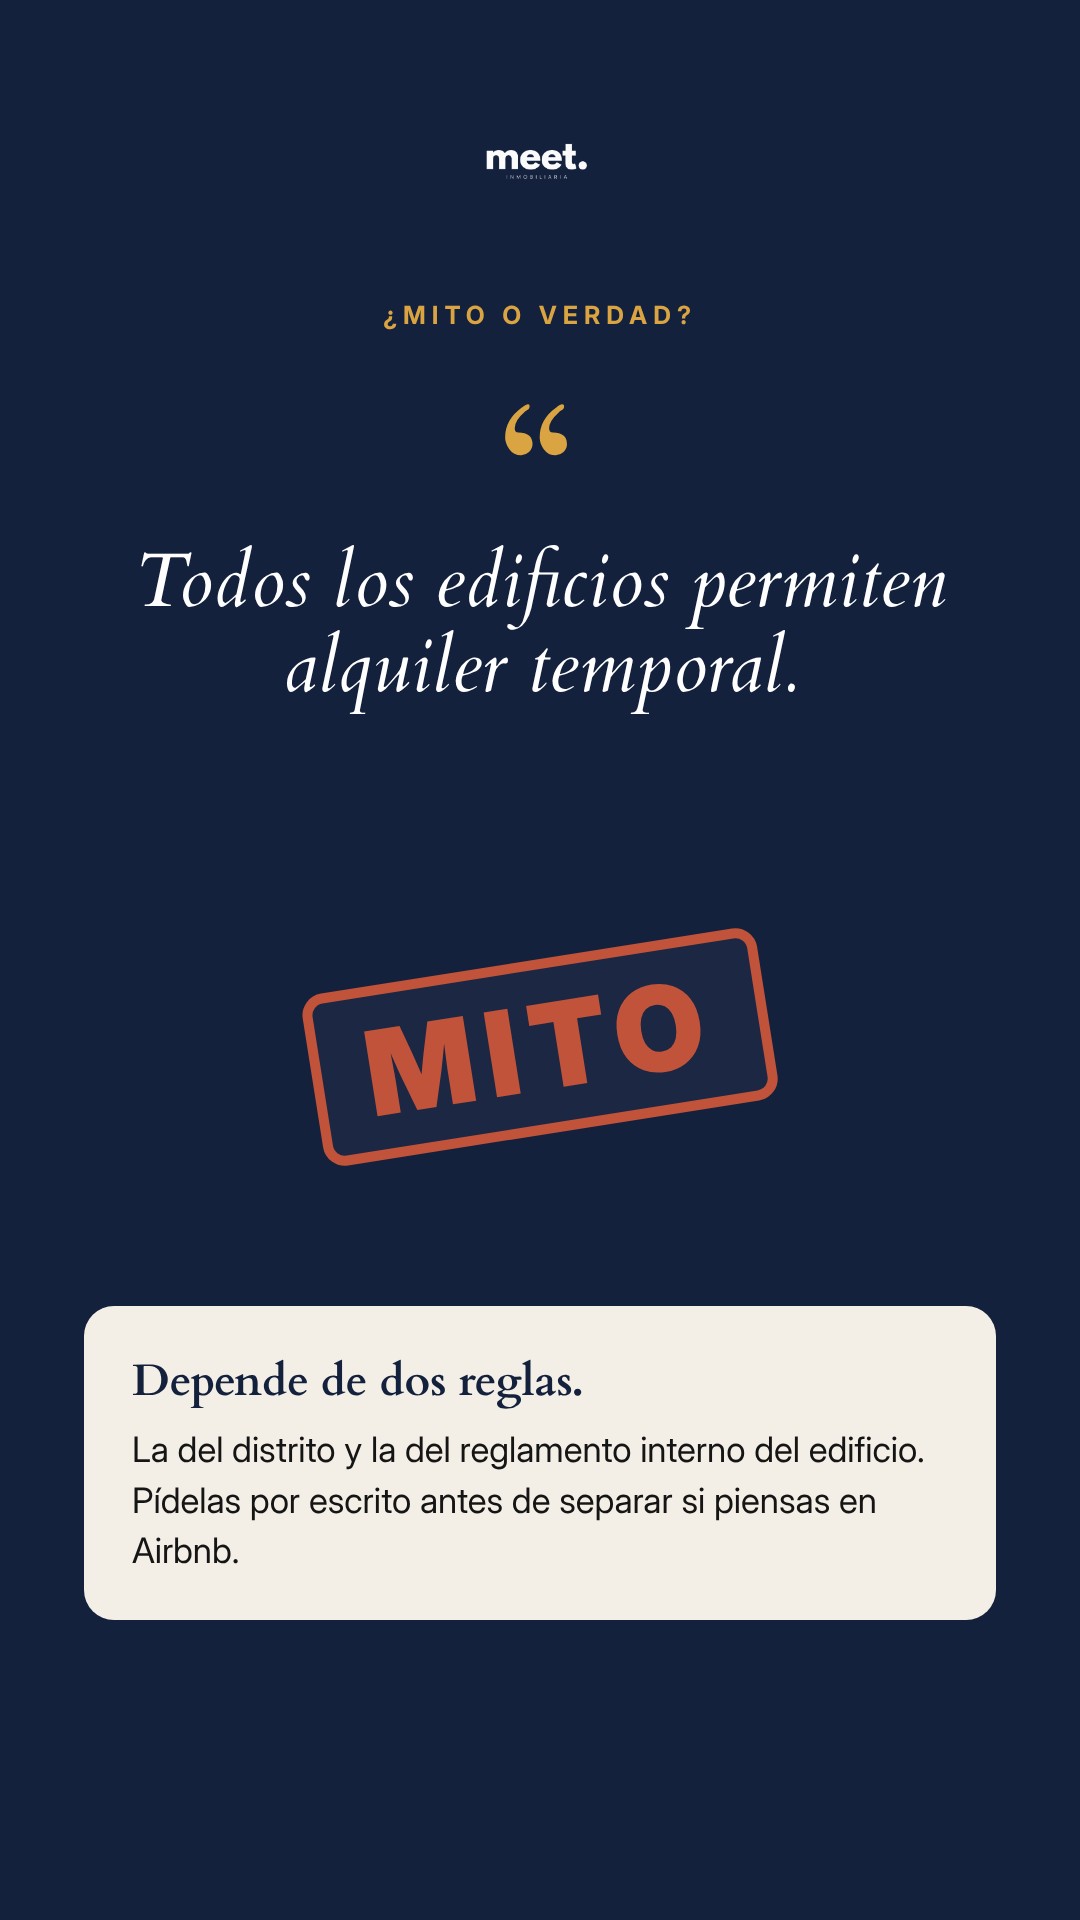 meet.
INMOBILIARIA
¿MITO O VERDAD?
“
Todos los edificios permiten
alquiler temporal.
MITO
Depende de dos reglas.
La del distrito y la del reglamento interno del edificio.
Pídelas por escrito antes de separar si piensas en
Airbnb.